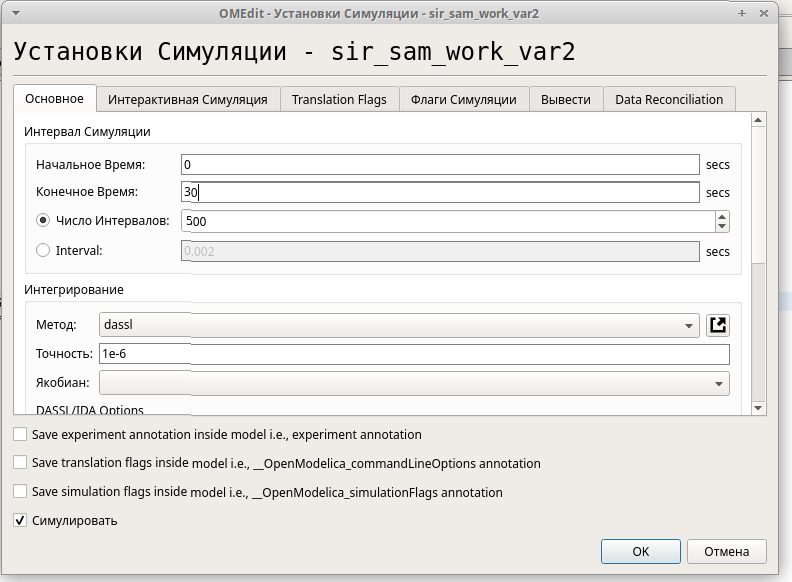 OMEdit - Установки Симуляции - sir_sam_work_var2
Установки Симуляции - sir_sam_work_var2
Основное Интерактивная Симуляция Translation Flags Флаги Симуляции Вывести Data Reconciliation
Интервал Симуляции
Начальное Время: 0 secs
Конечное Время: 30 secs
Число Интервалов: 500
Interval: 0.002 secs
Интегрирование
Метод: dassl
Точность: 1e-6
Якобиан:
DASSL/IDA Options
Save experiment annotation inside model i.e., experiment annotation
Save translation flags inside model i.e., __OpenModelica_commandLineOptions annotation
Save simulation flags inside model i.e., __OpenModelica_simulationFlags annotation
Симулировать
OK Отмена